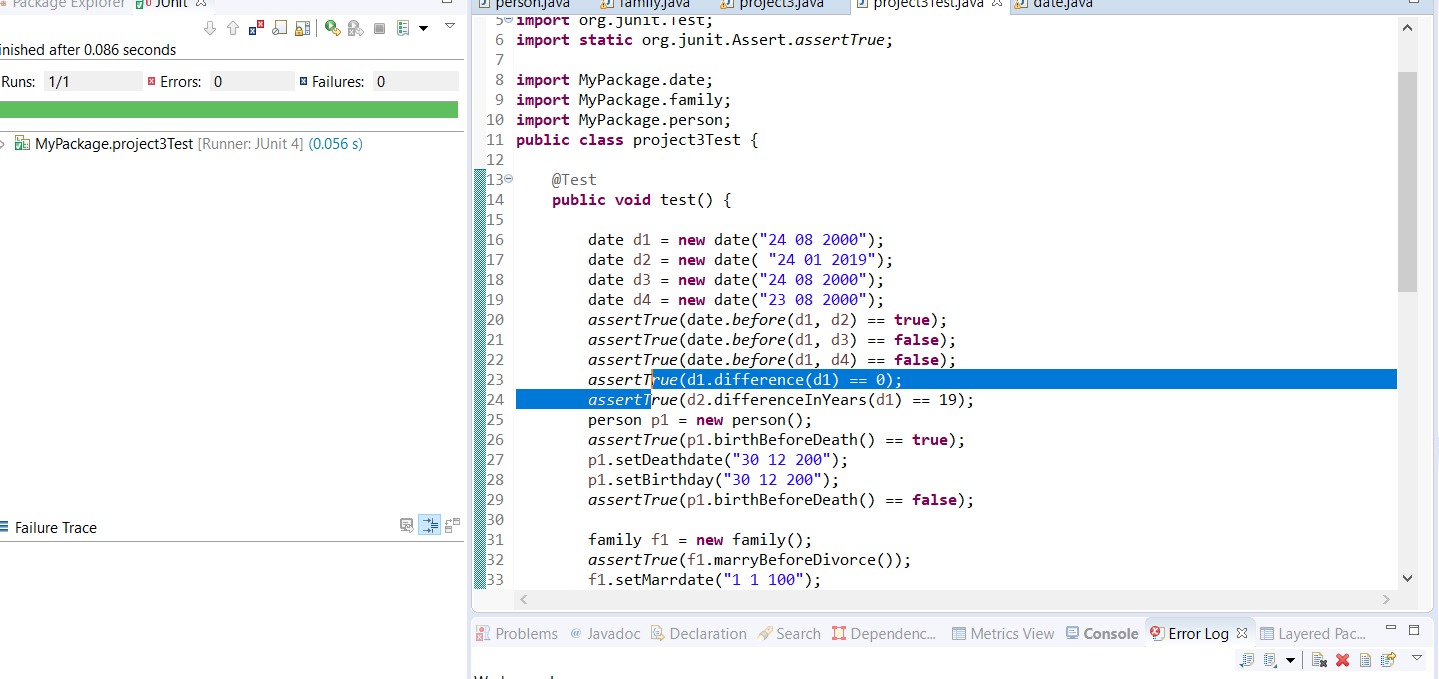 Package Explorer JUnit
person.java family.java project3.java project3Test.java date.java
inished after 0.086 seconds
Runs: 1/1 Errors: 0 Failures: 0
MyPackage.project3Test [Runner: JUnit 4] (0.056 s)
Failure Trace
5 import org.junit.Test;
6 import static org.junit.Assert.assertTrue;
7
8 import MyPackage.date;
9 import MyPackage.family;
10 import MyPackage.person;
11 public class project3Test {
12
13 @Test
14 public void test() {
15
16 date d1 = new date("24 08 2000");
17 date d2 = new date( "24 01 2019");
18 date d3 = new date("24 08 2000");
19 date d4 = new date("23 08 2000");
20 assertTrue(date.before(d1, d2) == true);
21 assertTrue(date.before(d1, d3) == false);
22 assertTrue(date.before(d1, d4) == false);
23 assertTrue(d1.difference(d1) == 0);
24 assertTrue(d2.differenceInYears(d1) == 19);
25 person p1 = new person();
26 assertTrue(p1.birthBeforeDeath() == true);
27 p1.setDeathdate("30 12 200");
28 p1.setBirthday("30 12 200");
29 assertTrue(p1.birthBeforeDeath() == false);
30
31 family f1 = new family();
32 assertTrue(f1.marryBeforeDivorce());
33 f1.setMarrdate("1 1 100");
Problems @ Javadoc Declaration Search Dependenc... Metrics View Console Error Log Layered Pac...